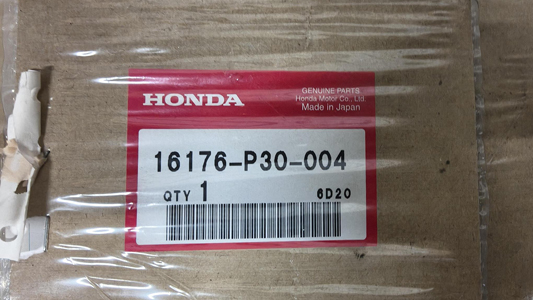 HONDA
GENUINE PARTS
Honda Motor Co., Ltd.
Made in Japan
16176-P30-004
QTY 1 6D20